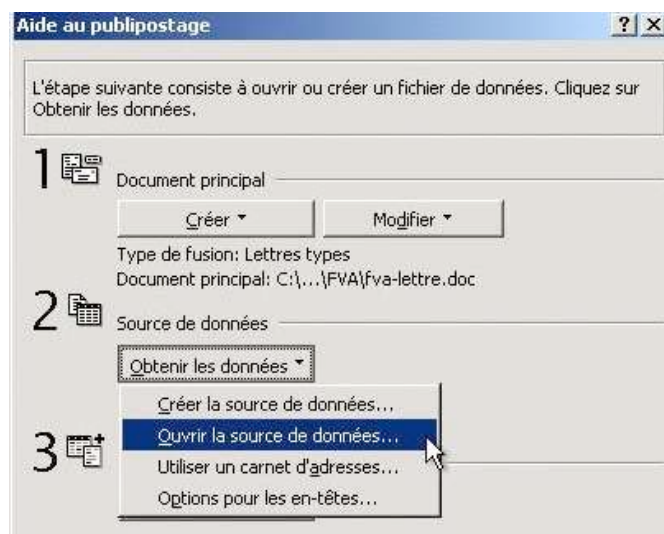 Aide au publipostage
L'étape suivante consiste à ouvrir ou créer un fichier de données. Cliquez sur
Obtenir les données.
1
Document principal
Créer
Modifier
Type de fusion: Lettres types
Document principal: C:\...\FVA\fva-lettre.doc
2
Source de données
Obtenir les données
Créer la source de données...
Ouvrir la source de données...
3
Utiliser un carnet d'adresses...
Options pour les en-têtes...